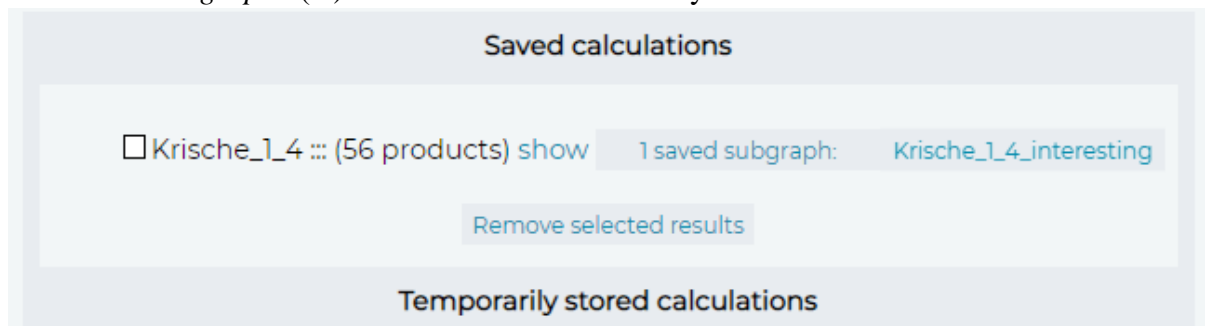 Saved calculations
Krische_1_4 ::: (56 products) show 1 saved subgraph: Krische_1_4_interesting
Remove selected results
Temporarily stored calculations